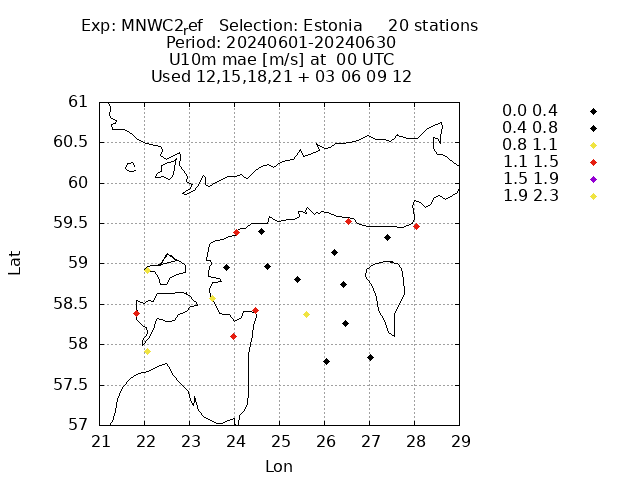 Exp: MNWC2ref Selection: Estonia 20 stations
Period: 20240601-20240630
U10m mae [m/s] at 00 UTC
Used 12,15,18,21 + 03 06 09 12
0.0 0.4
0.4 0.8
0.8 1.1
1.1 1.5
1.5 1.9
1.9 2.3
61
60.5
60
59.5
59
58.5
58
57.5
57
Lat
21 22 23 24 25 26 27 28 29
Lon